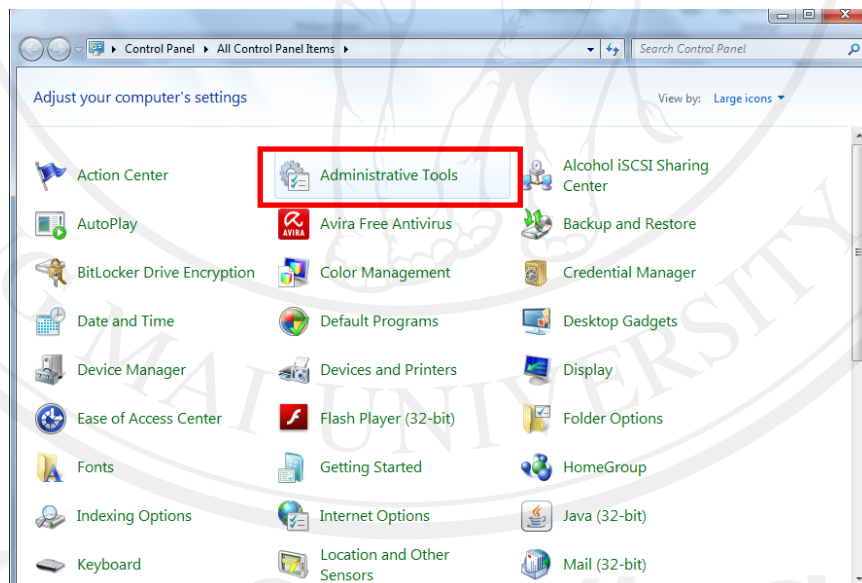 Control Panel ▸ All Control Panel Items ▸
Search Control Panel
Adjust your computer's settings
View by: Large icons
Action Center
Administrative Tools
Alcohol iSCSI Sharing
Center
AutoPlay
AVIRA
Avira Free Antivirus
Backup and Restore
BitLocker Drive Encryption
Color Management
Credential Manager
Date and Time
Default Programs
Desktop Gadgets
Device Manager
Devices and Printers
Display
Ease of Access Center
Flash Player (32-bit)
Folder Options
Fonts
Getting Started
HomeGroup
Indexing Options
Internet Options
Java (32-bit)
Keyboard
Location and Other
Sensors
Mail (32-bit)
G MAI UNIVERSITY